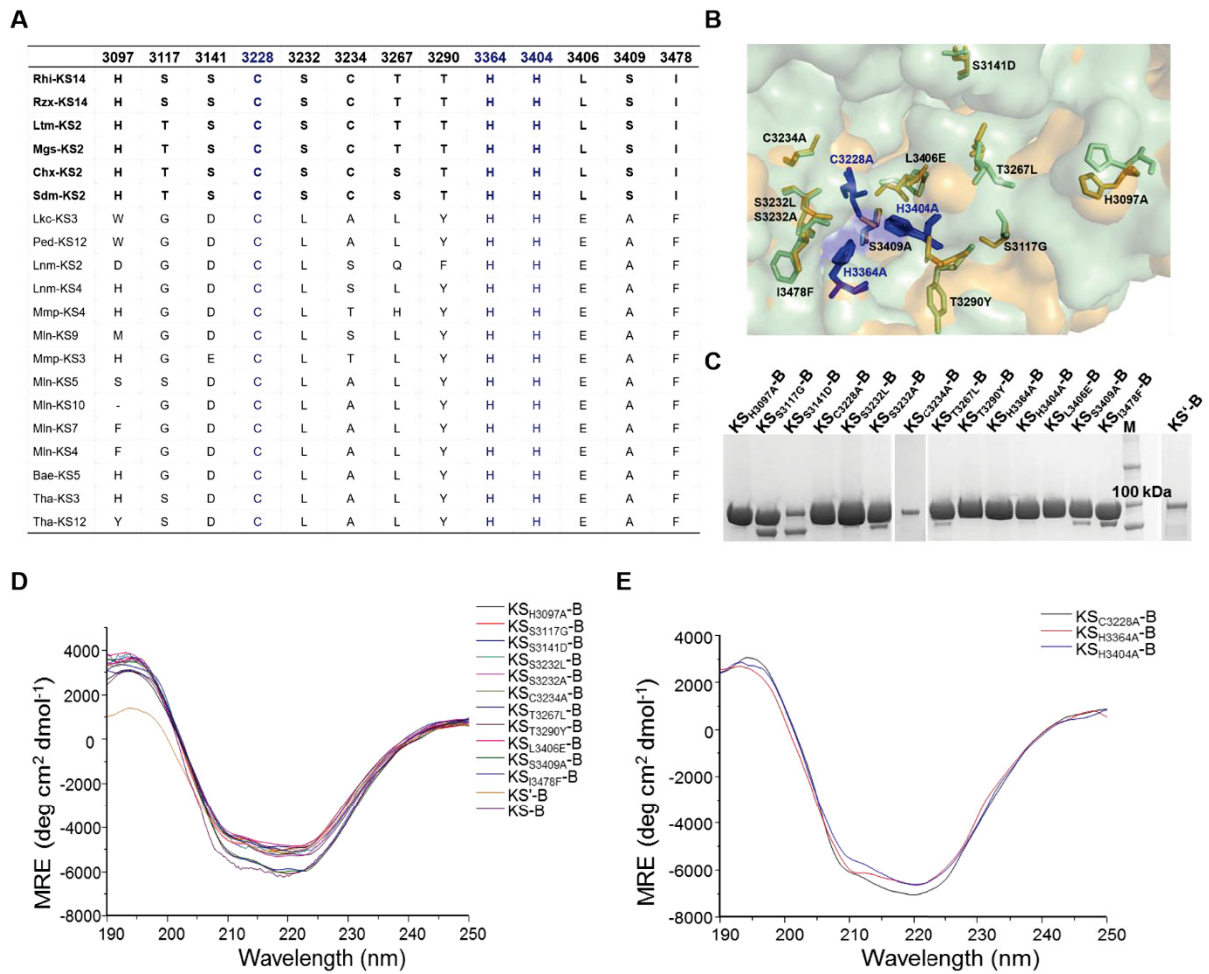 A
3097 3117 3141 3228 3232 3234 3267 3290 3364 3404 3406 3409 3478
Rhi-KS14 H S S C S C T T H H L S I
Rzx-KS14 H S S C S C T T H H L S I
Ltm-KS2 H T S C S C T T H H L S I
Mgs-KS2 H T S C S C T T H H L S I
Chx-KS2 H T S C S C S T H H L S I
Sdm-KS2 H T S C S C S T H H L S I
Lkc-KS3 W G D C L A L Y H H E A F
Ped-KS12 W G D C L A L Y H H E A F
Lnm-KS2 D G D C L S Q F H H E A F
Lnm-KS4 H G D C L S L Y H H E A F
Mmp-KS4 H G D C L T H Y H H E A F
Mln-KS9 M G D C L S L Y H H E A F
Mmp-KS3 H G E C L T L Y H H E A F
Mln-KS5 S S D C L A L Y H H E A F
Mln-KS10 - G D C L A L Y H H E A F
Mln-KS7 F G D C L A L Y H H E A F
Mln-KS4 F G D C L A L Y H H E A F
Bae-KS5 H G D C L A L Y H H E A F
Tha-KS3 H S D C L A L Y H H E A F
Tha-KS12 Y S D C L A L Y H H E A F
B
S3141D
C3234A
C3228A
L3406E
T3267L
S3232L
S3232A
H3404A
H3097A
S3409A
S3117G
H3364A
I3478F
T3290Y
C
KSH3097A-B
KSS3117G-B
KSS3141D-B
KSC3228A-B
KSS3232L-B
KSS3232A-B
KSC3234A-B
KST3267L-B
KST3290Y-B
KSH3364A-B
KSH3404A-B
KSL3406E-B
KSS3409A-B
KSI3478F-B
M
KS'-B
100 kDa
D
KSH3097A-B
KSS3117G-B
KSS3141D-B
KSS3232L-B
KSS3232A-B
KSC3234A-B
KST3267L-B
KST3290Y-B
KSL3406E-B
KSS3409A-B
KSI3478F-B
KS'-B
KS-B
4000
2000
0
-2000
-4000
-6000
-8000
MRE (deg cm2 dmol-1)
190 200 210 220 230 240 250
Wavelength (nm)
E
KSC3228A-B
KSH3364A-B
KSH3404A-B
4000
2000
0
-2000
-4000
-6000
-8000
MRE (deg cm2 dmol-1)
190 200 210 220 230 240 250
Wavelength (nm)